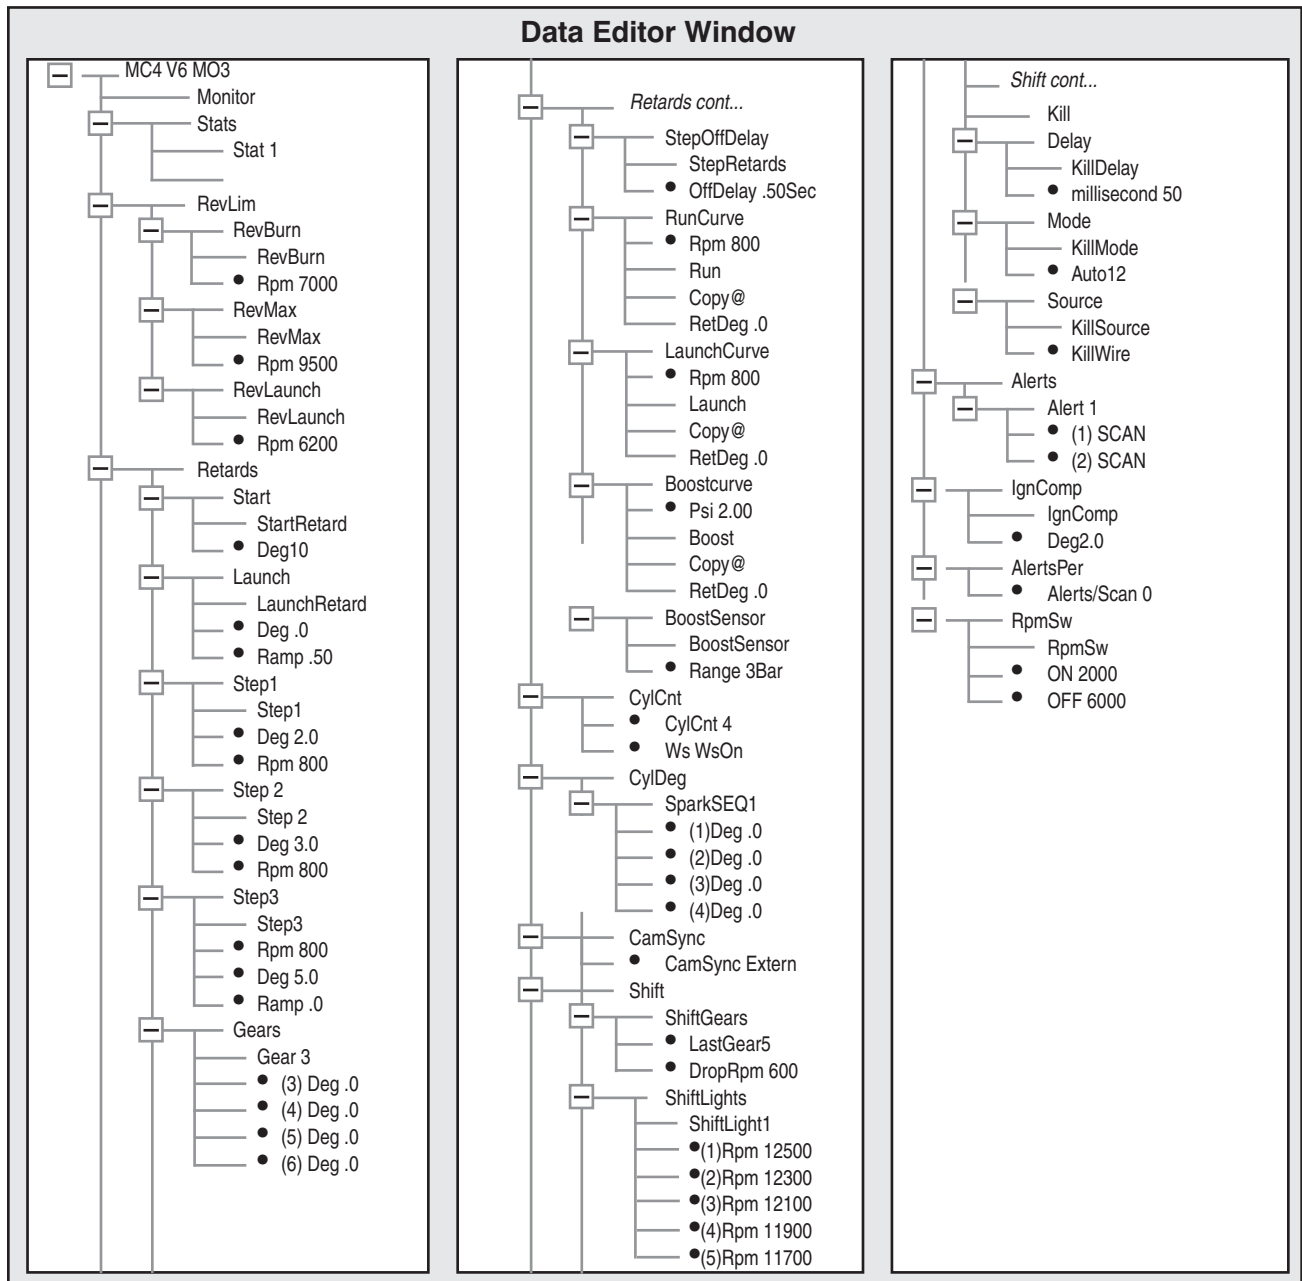 Data Editor Window
MC4 V6 MO3
Monitor
Stats
Stat 1
RevLim
RevBurn
RevBurn
● Rpm 7000
RevMax
RevMax
● Rpm 9500
RevLaunch
RevLaunch
● Rpm 6200
Retards
Start
StartRetard
● Deg10
Launch
LaunchRetard
● Deg .0
● Ramp .50
Step1
Step1
● Deg 2.0
● Rpm 800
Step 2
Step 2
● Deg 3.0
● Rpm 800
Step3
Step3
● Rpm 800
● Deg 5.0
● Ramp .0
Gears
Gear 3
● (3) Deg .0
● (4) Deg .0
● (5) Deg .0
● (6) Deg .0
Retards cont...
StepOffDelay
StepRetards
● OffDelay .50Sec
RunCurve
● Rpm 800
Run
Copy@
RetDeg .0
LaunchCurve
● Rpm 800
Launch
Copy@
RetDeg .0
Boostcurve
● Psi 2.00
Boost
Copy@
RetDeg .0
BoostSensor
BoostSensor
● Range 3Bar
CylCnt
● CylCnt 4
● Ws WsOn
CylDeg
SparkSEQ1
● (1)Deg .0
● (2)Deg .0
● (3)Deg .0
● (4)Deg .0
CamSync
● CamSync Extern
Shift
ShiftGears
● LastGear5
● DropRpm 600
ShiftLights
ShiftLight1
●(1)Rpm 12500
●(2)Rpm 12300
●(3)Rpm 12100
●(4)Rpm 11900
●(5)Rpm 11700
Shift cont...
Kill
Delay
KillDelay
● millisecond 50
Mode
KillMode
● Auto12
Source
KillSource
● KillWire
Alerts
Alert 1
● (1) SCAN
● (2) SCAN
IgnComp
IgnComp
● Deg2.0
AlertsPer
● Alerts/Scan 0
RpmSw
RpmSw
● ON 2000
● OFF 6000